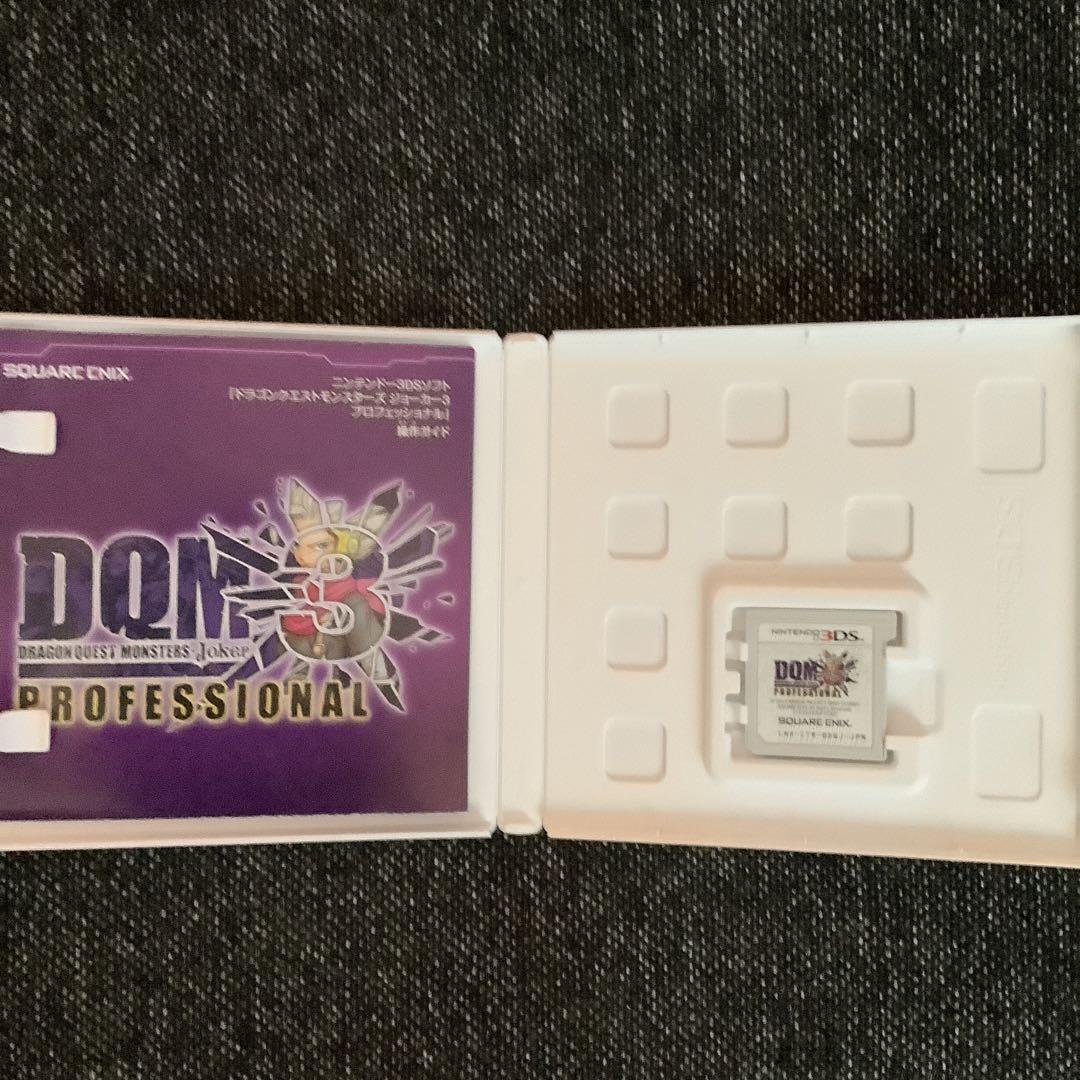 SQUARE ENIX
ニンテンドー3DSソフト
「ドラゴンクエストモンスターズ ジョーカー3
プロフェッショナル」
操作ガイド
DQM
3
DRAGON QUEST MONSTERS Joker
PROFESSIONAL
NINTENDO 3DS
DQM
PROFESSIONAL
SQUARE ENIX